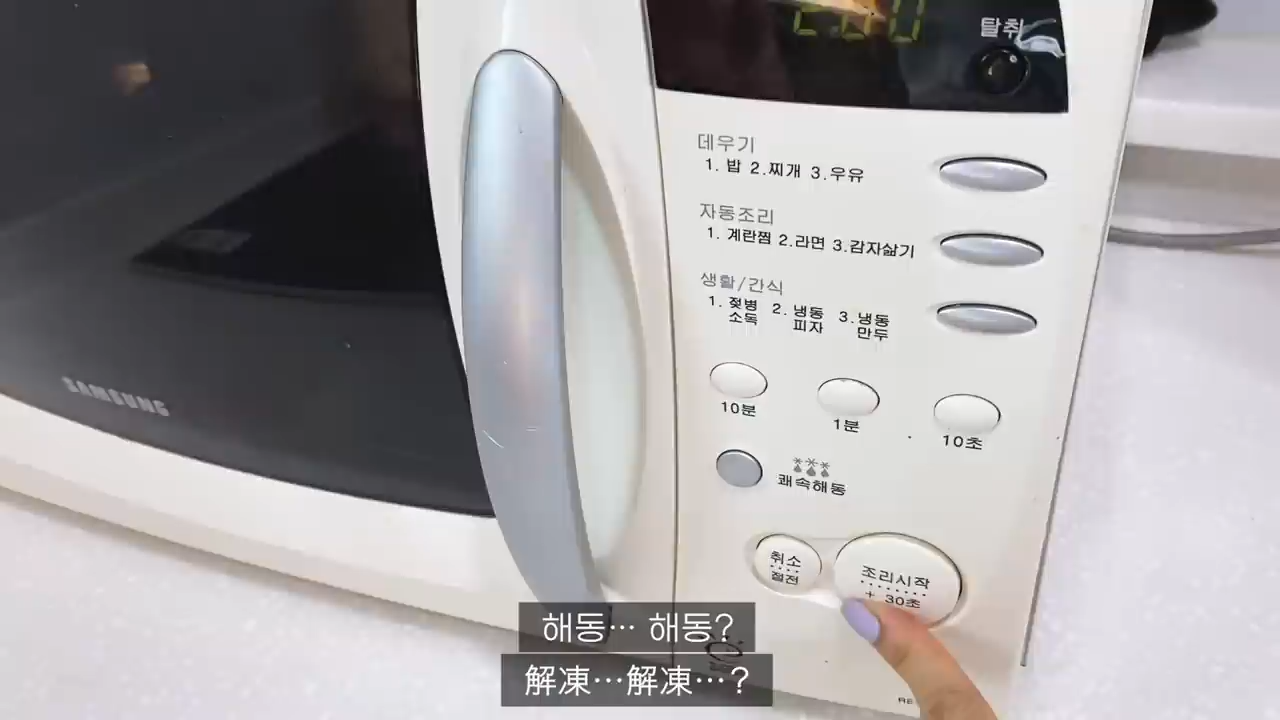 탈취
데우기
1. 밥 2.찌개 3.우유
자동조리
1. 계란찜 2.라면 3.감자삶기
생활/간식
1. 젖병 소독 2. 냉동 피자 3.냉동 만두
SAMSUNG
10분
1분
10초
쾌속해동
취소
절전
조리시작
+ 30초
해동… 해동?
解凍…解凍…?